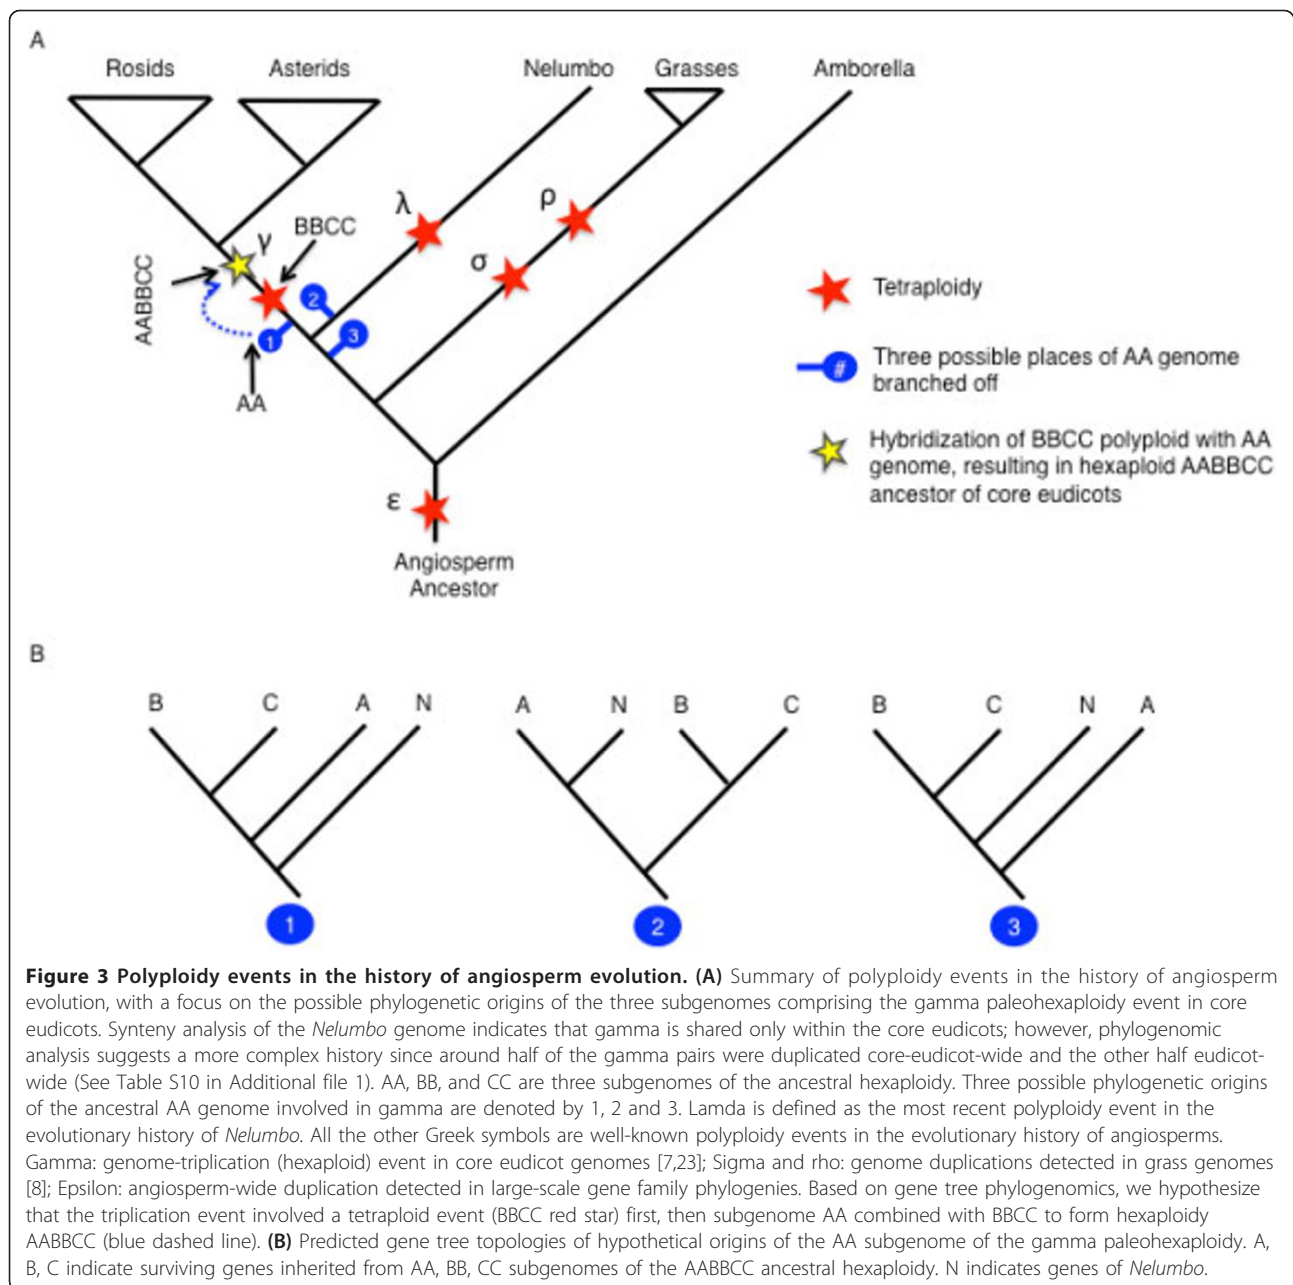 A
Rosids
Asterids
Nelumbo
Grasses
Amborella
λ
ρ
BBCC
γ
σ
AABBCC
2
1
3
AA
ε
Angiosperm
Ancestor
Tetraploidy
#
Three possible places of AA genome
branched off
Hybridization of BBCC polyploid with AA
genome, resulting in hexaploid AABBCC
ancestor of core eudicots
B
B C A N
A N B C
B C N A
1
2
3
Figure 3 Polyploidy events in the history of angiosperm evolution. (A) Summary of polyploidy events in the history of angiosperm
evolution, with a focus on the possible phylogenetic origins of the three subgenomes comprising the gamma paleohexaploidy event in core
eudicots. Synteny analysis of the Nelumbo genome indicates that gamma is shared only within the core eudicots; however, phylogenomic
analysis suggests a more complex history since around half of the gamma pairs were duplicated core-eudicot-wide and the other half eudicot-
wide (See Table S10 in Additional file 1). AA, BB, and CC are three subgenomes of the ancestral hexaploidy. Three possible phylogenetic origins
of the ancestral AA genome involved in gamma are denoted by 1, 2 and 3. Lamda is defined as the most recent polyploidy event in the
evolutionary history of Nelumbo. All the other Greek symbols are well-known polyploidy events in the evolutionary history of angiosperms.
Gamma: genome-triplication (hexaploid) event in core eudicot genomes [7,23]; Sigma and rho: genome duplications detected in grass genomes
[8]; Epsilon: angiosperm-wide duplication detected in large-scale gene family phylogenies. Based on gene tree phylogenomics, we hypothesize
that the triplication event involved a tetraploid event (BBCC red star) first, then subgenome AA combined with BBCC to form hexaploidy
AABBCC (blue dashed line). (B) Predicted gene tree topologies of hypothetical origins of the AA subgenome of the gamma paleohexaploidy. A,
B, C indicate surviving genes inherited from AA, BB, CC subgenomes of the AABBCC ancestral hexaploidy. N indicates genes of Nelumbo.